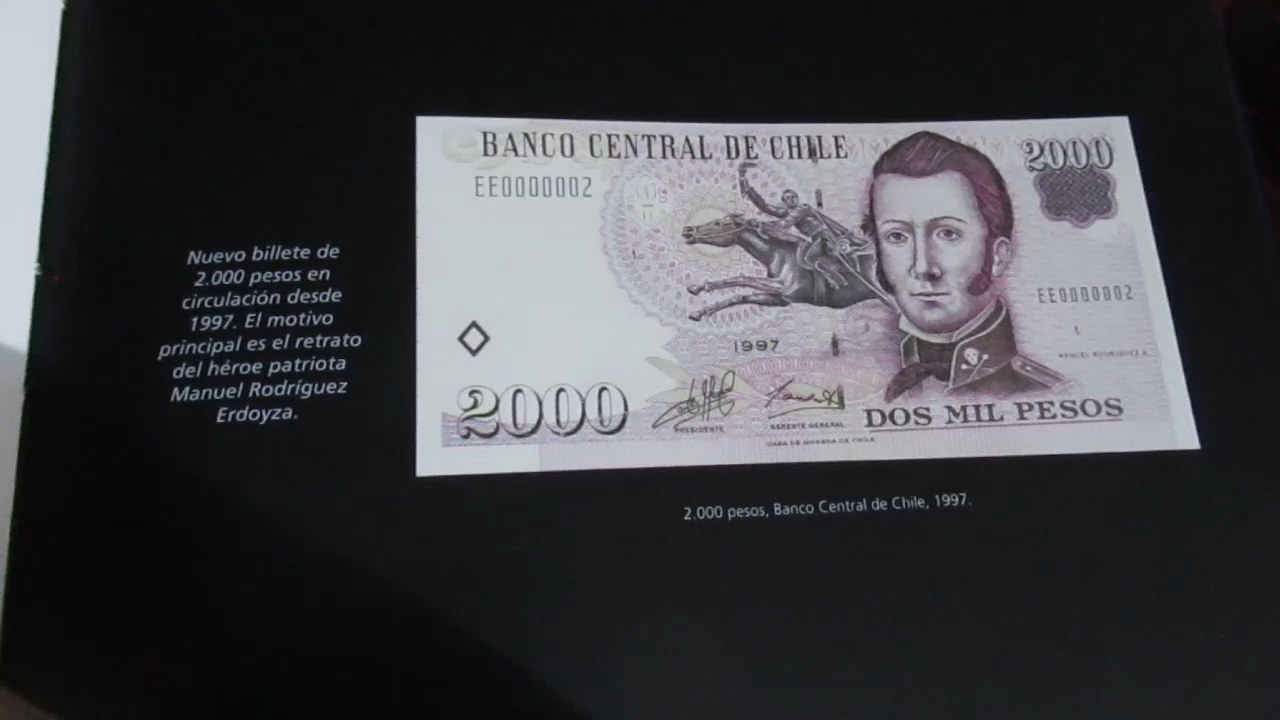 Nuevo billete de
2.000 pesos en
circulación desde
1997. El motivo
principal es el retrato
del héroe patriota
Manuel Rodríguez
Erdoyza.
BANCO CENTRAL DE CHILE
2000
EE0000002
EE0000002
1997
MANUEL RODRIGUEZ E.
2000
PRESIDENTE
GERENTE GENERAL
DOS MIL PESOS
CASA DE MONEDA DE CHILE
2.000 pesos, Banco Central de Chile, 1997.